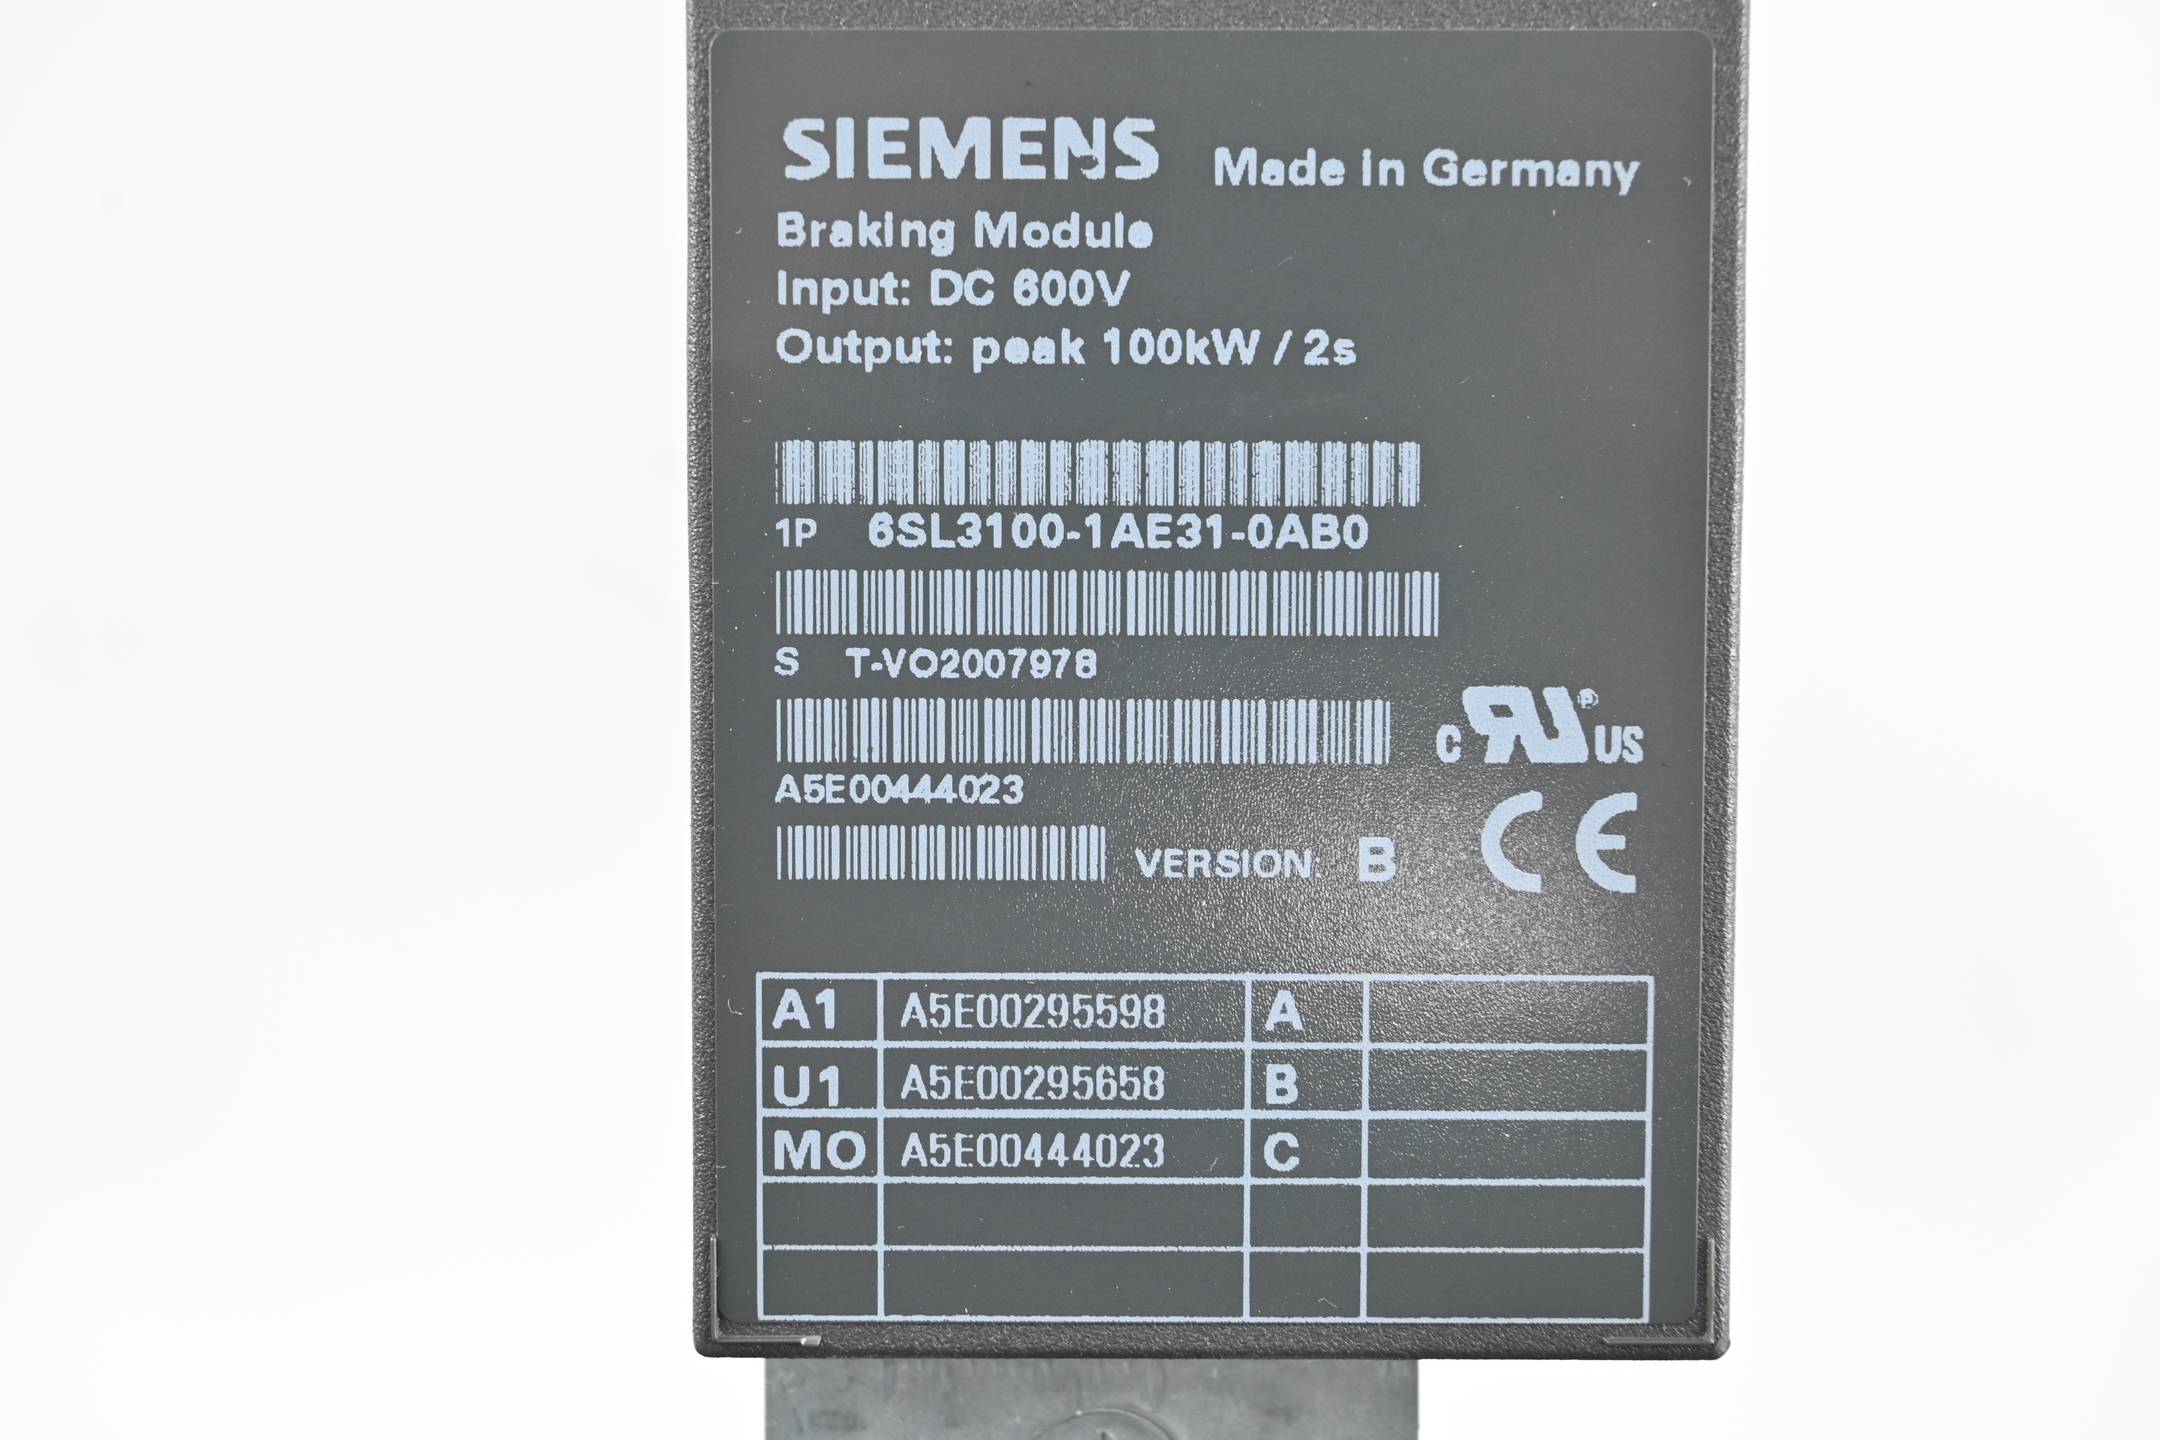 SIEMENS Made in Germany
Braking Module
Input: DC 600V
Output: peak 100kW / 2s
1P 6SL3100-1AE31-0AB0
S T-VO2007978
A5E00444023
VERSION: B
c RU US
CE
A1 A5E00295598 A
U1 A5E00295658 B
MO A5E00444023 C